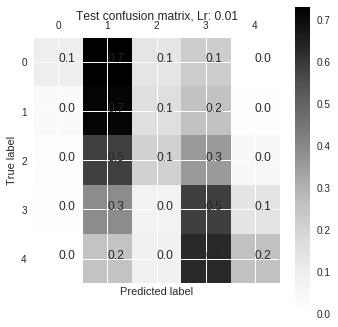 Test confusion matrix, Lr: 0.01
0 1 2 3 4
0 0.1 0.7 0.1 0.1 0.0
1 0.0 0.7 0.1 0.2 0.0
2 0.0 0.5 0.1 0.3 0.0
3 0.0 0.3 0.0 0.5 0.1
4 0.0 0.2 0.0 0.2
True label
Predicted label
0.7
0.6
0.5
0.4
0.3
0.2
0.1
0.0